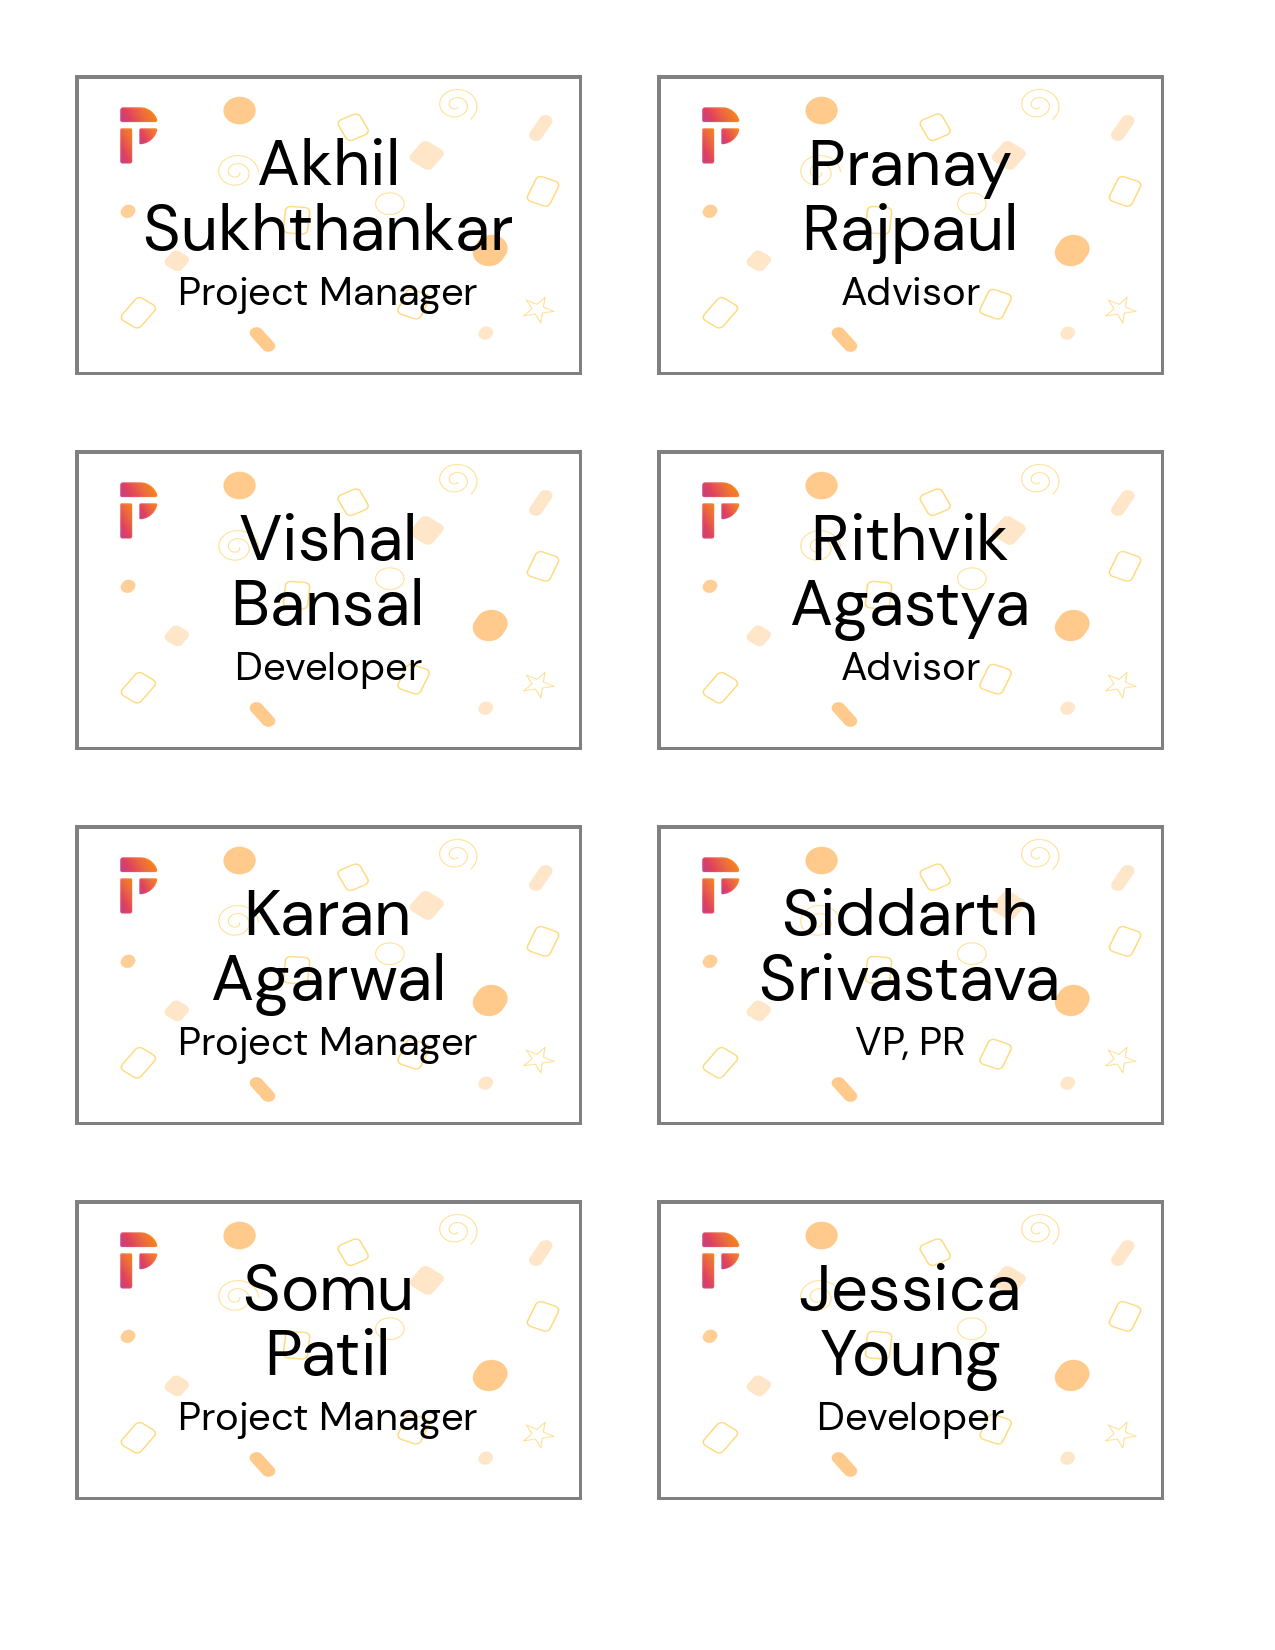 Akhil
Sukhthankar
Project Manager
Pranay
Rajpaul
Advisor
Vishal
Bansal
Developer
Rithvik
Agastya
Advisor
Karan
Agarwal
Project Manager
Siddarth
Srivastava
VP, PR
Somu
Patil
Project Manager
Jessica
Young
Developer